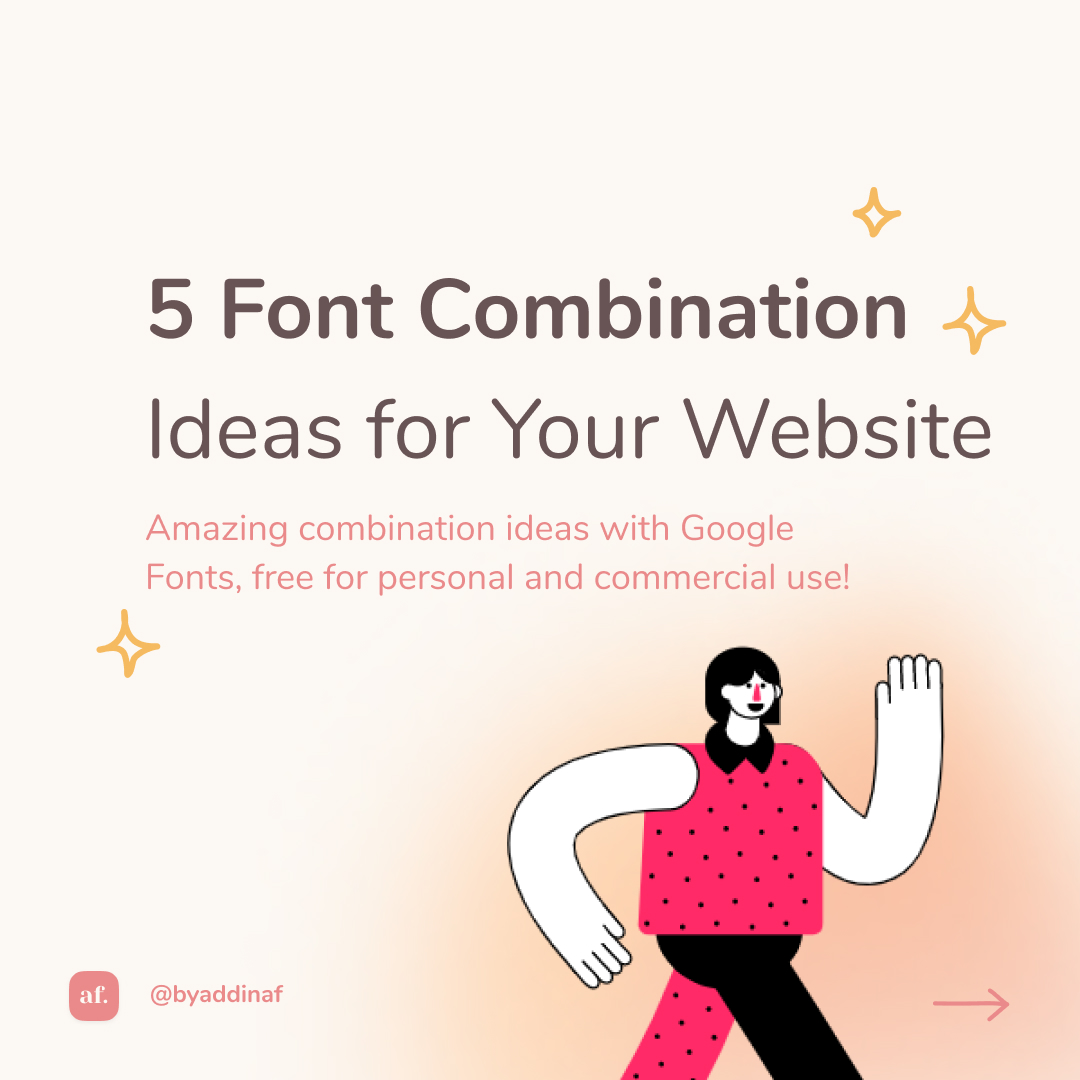 5 Font Combination
Ideas for Your Website
Amazing combination ideas with Google
Fonts, free for personal and commercial use!
af.
@byaddinaf